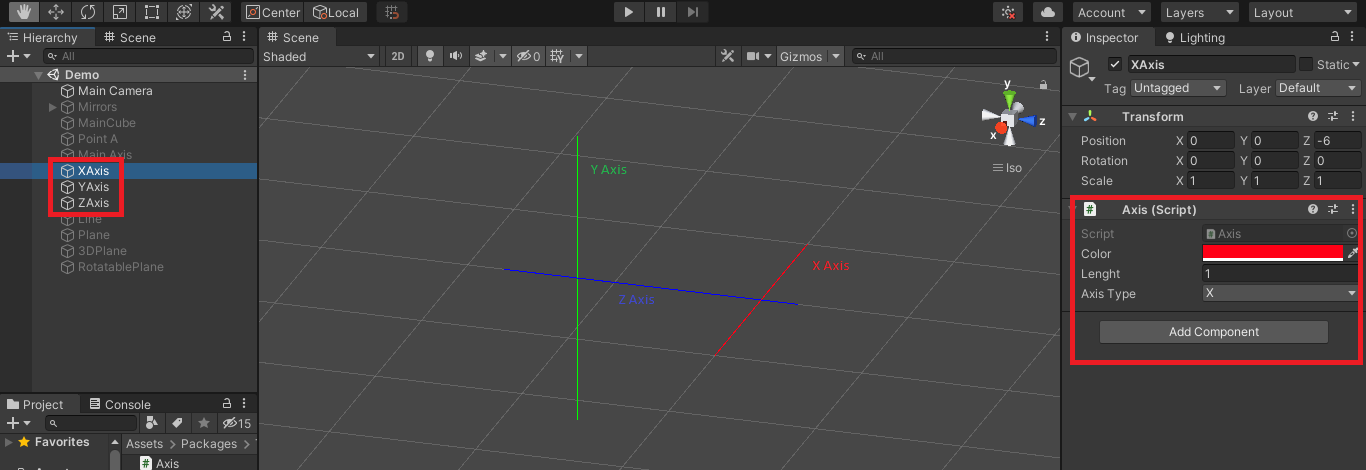 Center Local Account Layers Layout
Hierarchy Scene
All
Demo
Main Camera
Mirrors
MainCube
Point A
Main Axis
XAxis
YAxis
ZAxis
Line
Plane
3DPlane
RotatablePlane
Project Console
15
Favorites
Assets > Packages >
Axis
Scene
Shaded 2D 0 Gizmos All
y
z
x
Iso
Y Axis
X Axis
Z Axis
Inspector Lighting
XAxis Static
Tag Untagged Layer Default
Transform
Position X 0 Y 0 Z -6
Rotation X 0 Y 0 Z 0
Scale X 1 Y 1 Z 1
# Axis (Script)
Script Axis
Color
Lenght 1
Axis Type X
Add Component